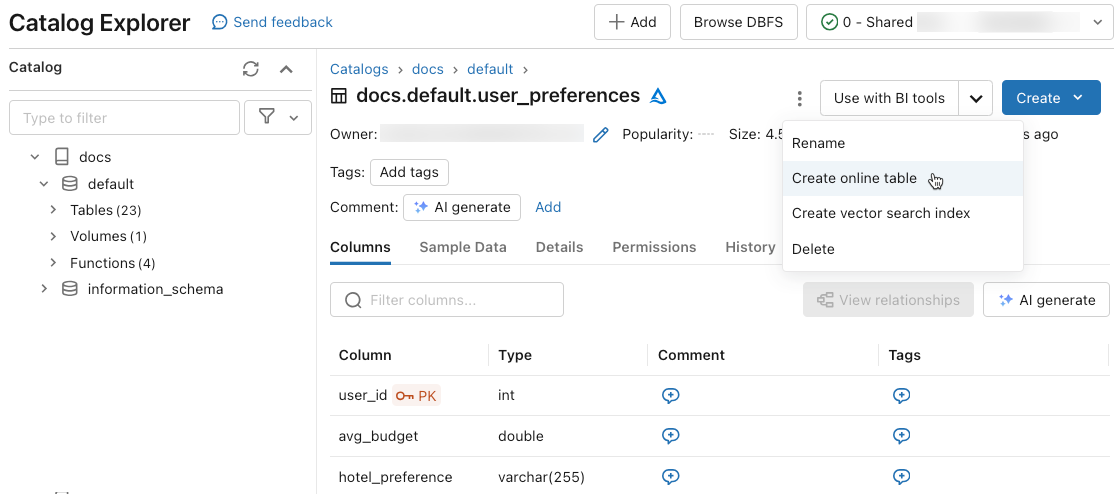 Catalog Explorer
Send feedback
Add
Browse DBFS
0 - Shared
Catalog
Type to filter
docs
default
Tables (23)
Volumes (1)
Functions (4)
information_schema
Catalogs > docs > default >
docs.default.user_preferences
Use with BI tools
Create
Owner:
Popularity: ----
Size: 4.5
s ago
Tags:
Add tags
Comment:
AI generate
Add
Rename
Create online table
Create vector search index
Delete
Columns
Sample Data
Details
Permissions
History
Filter columns...
View relationships
AI generate
Column Type Comment Tags
user_id PK int
avg_budget double
hotel_preference varchar(255)